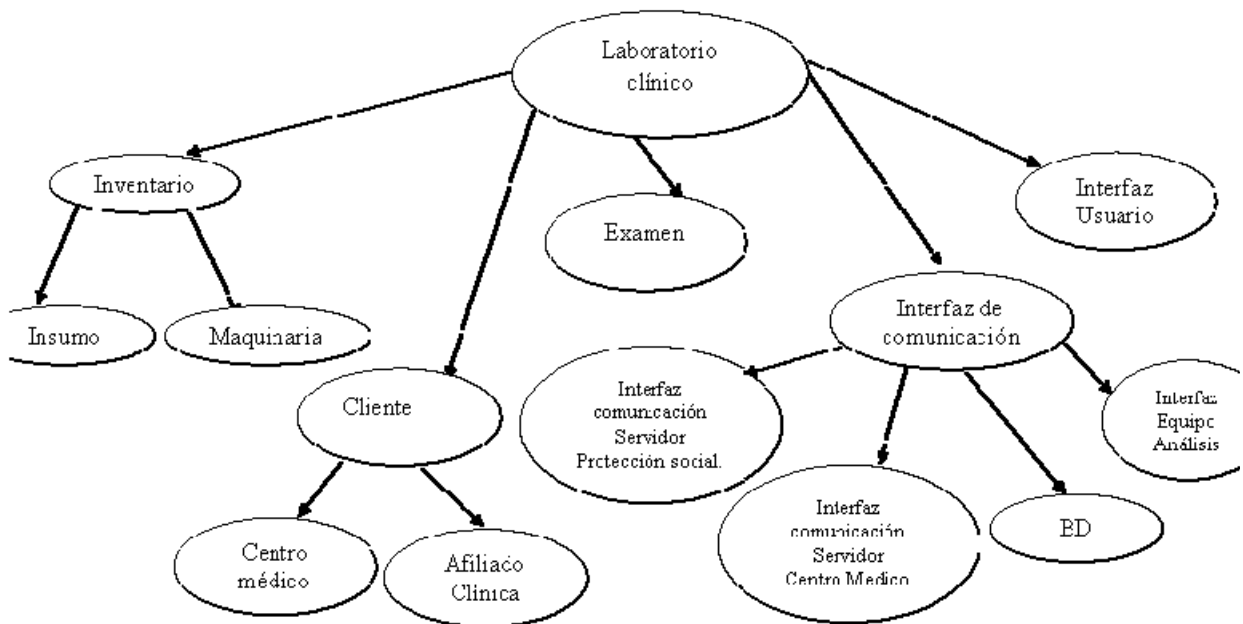 Laboratorio
clínico
Inventario
Examen
Interfaz
Usuario
Insumo
Maquinaria
Interfaz de
comunicación
Cliente
Interfaz
comunicación
Servidor
Protección social.
Interfaz
Equipo
Análisis
Centro
médico
Afiliado
Clínica
Interfaz
comunicación
Servidor
Centro Medico
BD